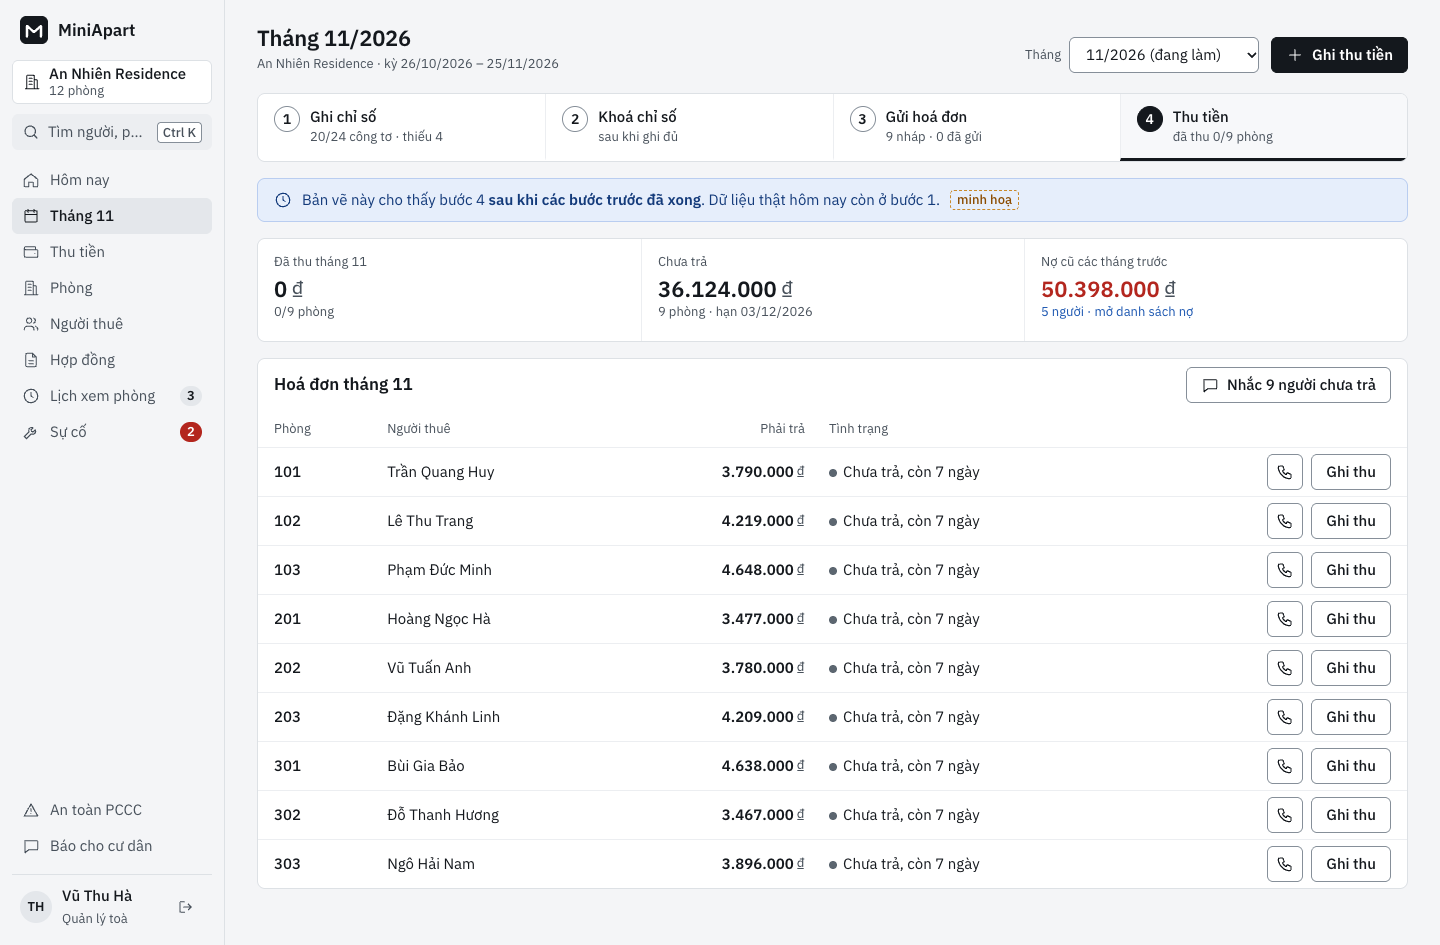 MiniApart
An Nhiên Residence
12 phòng
Tìm người, p... Ctrl K
Hôm nay
Tháng 11
Thu tiền
Phòng
Người thuê
Hợp đồng
Lịch xem phòng 3
Sự cố 2
An toàn PCCC
Báo cho cư dân
TH Vũ Thu Hà
Quản lý toà
Tháng 11/2026
An Nhiên Residence · kỳ 26/10/2026 – 25/11/2026
Tháng 11/2026 (đang làm) Ghi thu tiền
1 Ghi chỉ số
20/24 công tơ · thiếu 4
2 Khoá chỉ số
sau khi ghi đủ
3 Gửi hoá đơn
9 nháp · 0 đã gửi
4 Thu tiền
đã thu 0/9 phòng
Bản vẽ này cho thấy bước 4 sau khi các bước trước đã xong. Dữ liệu thật hôm nay còn ở bước 1. minh hoạ
Đã thu tháng 11
0 ₫
0/9 phòng
Chưa trả
36.124.000 ₫
9 phòng · hạn 03/12/2026
Nợ cũ các tháng trước
50.398.000 ₫
5 người · mở danh sách nợ
Hoá đơn tháng 11 Nhắc 9 người chưa trả
Phòng Người thuê Phải trả Tình trạng
101 Trần Quang Huy 3.790.000 ₫ Chưa trả, còn 7 ngày Ghi thu
102 Lê Thu Trang 4.219.000 ₫ Chưa trả, còn 7 ngày Ghi thu
103 Phạm Đức Minh 4.648.000 ₫ Chưa trả, còn 7 ngày Ghi thu
201 Hoàng Ngọc Hà 3.477.000 ₫ Chưa trả, còn 7 ngày Ghi thu
202 Vũ Tuấn Anh 3.780.000 ₫ Chưa trả, còn 7 ngày Ghi thu
203 Đặng Khánh Linh 4.209.000 ₫ Chưa trả, còn 7 ngày Ghi thu
301 Bùi Gia Bảo 4.638.000 ₫ Chưa trả, còn 7 ngày Ghi thu
302 Đỗ Thanh Hương 3.467.000 ₫ Chưa trả, còn 7 ngày Ghi thu
303 Ngô Hải Nam 3.896.000 ₫ Chưa trả, còn 7 ngày Ghi thu